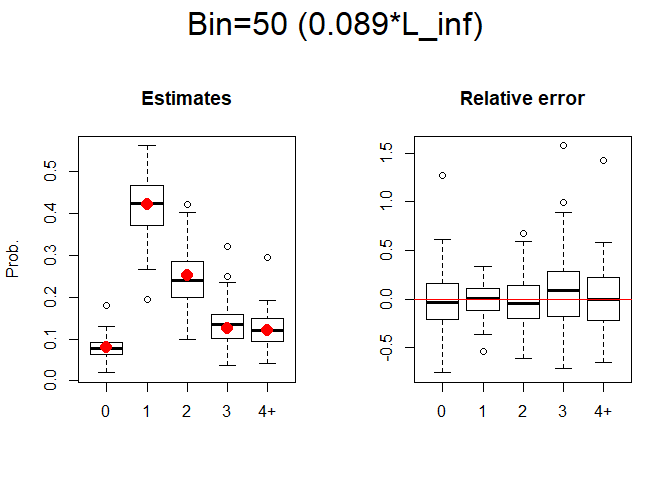 Bin=50 (0.089*L_inf)
Estimates
Prob.
0.5
0.4
0.3
0.2
0.1
0.0
0 1 2 3 4+
Relative error
1.5
1.0
0.5
0.0
−0.5
0 1 2 3 4+